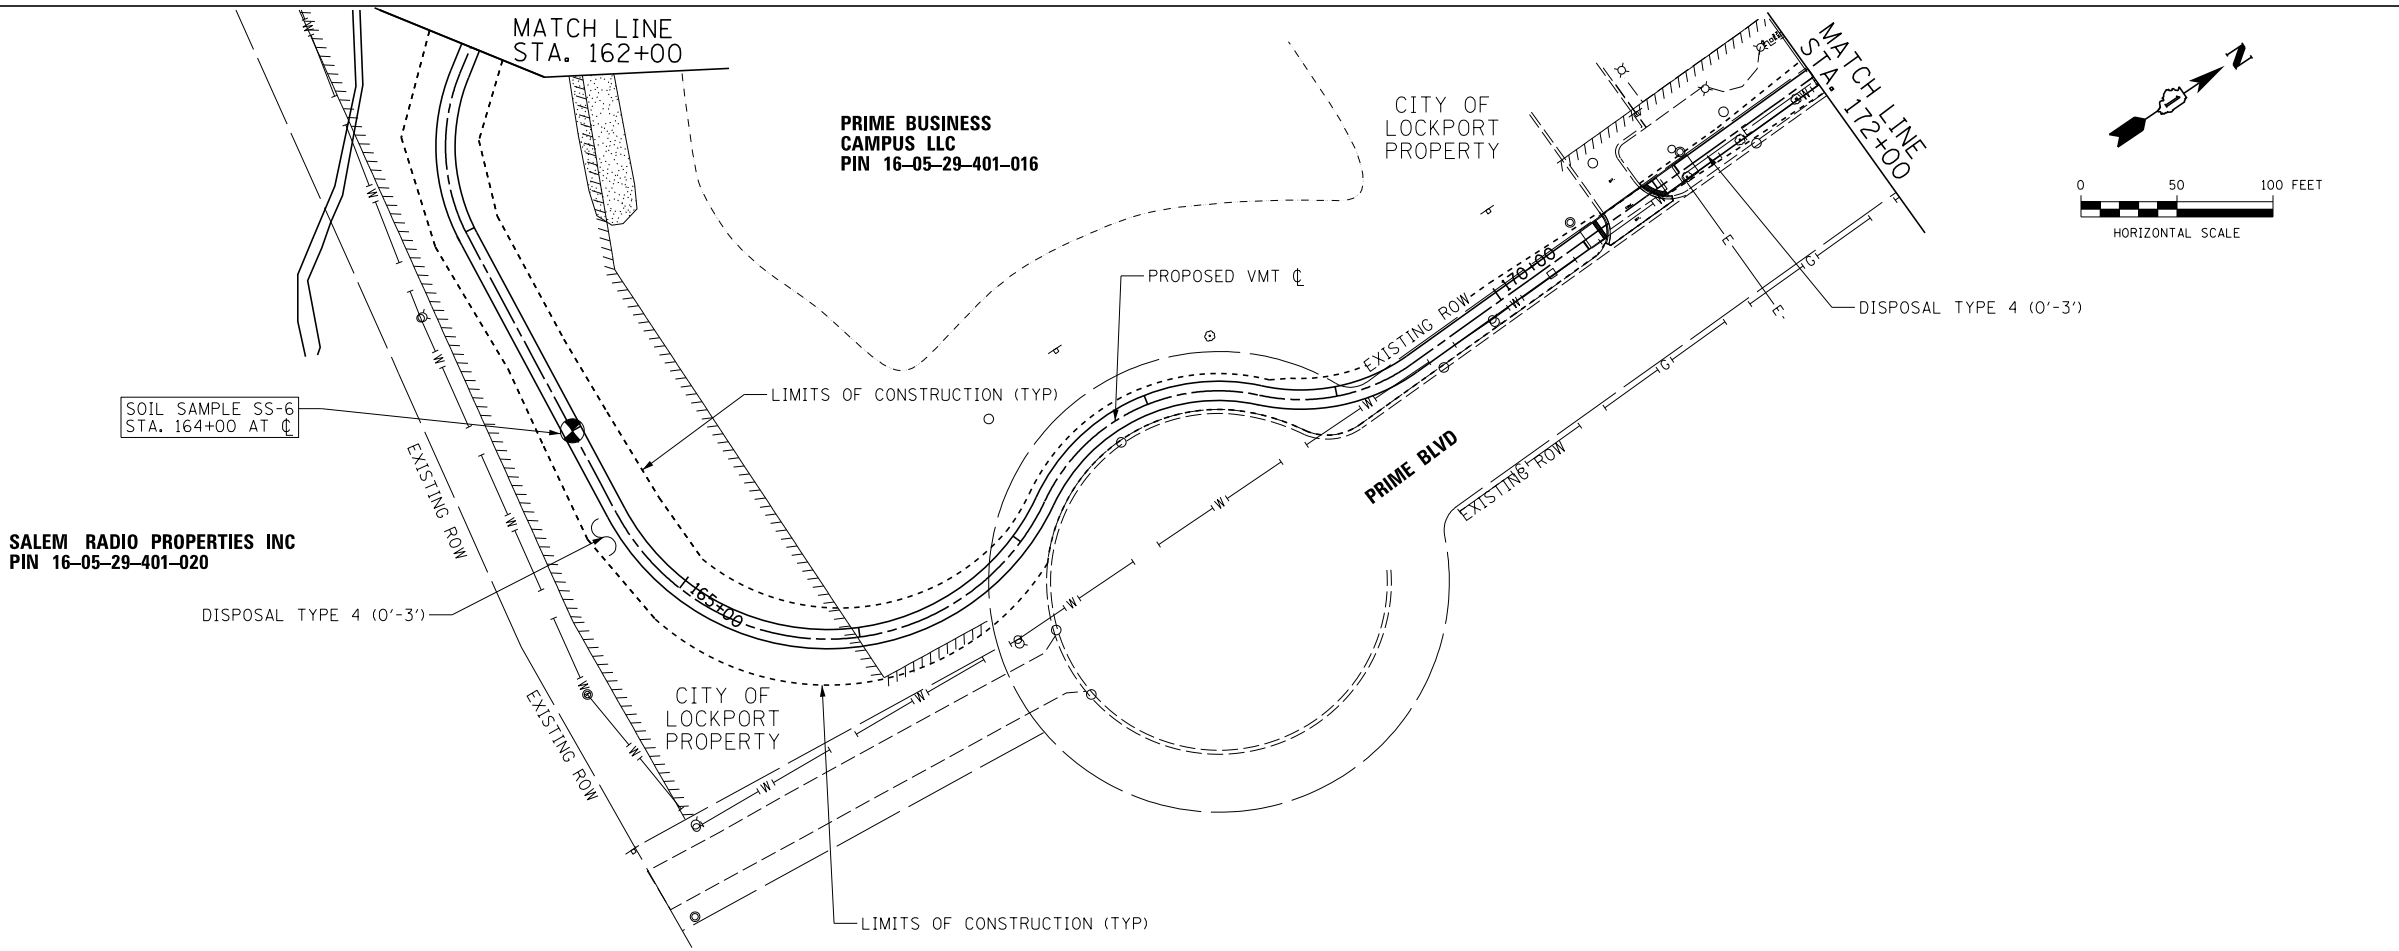 MATCH LINE
STA. 162+00
PRIME BUSINESS
CAMPUS LLC
PIN 16–05–29–401–016
CITY OF
LOCKPORT
PROPERTY
MATCH LINE
STA. 172+00
N
0 50 100 FEET
HORIZONTAL SCALE
PROPOSED VMT ℄
170+00
EXISTING ROW
DISPOSAL TYPE 4 (0'-3')
LIMITS OF CONSTRUCTION (TYP)
SOIL SAMPLE SS-6
STA. 164+00 AT ℄
EXISTING ROW
PRIME BLVD
EXISTING ROW
SALEM RADIO PROPERTIES INC
PIN 16–05–29–401–020
DISPOSAL TYPE 4 (0'-3')
165+00
CITY OF
LOCKPORT
PROPERTY
EXISTING ROW
LIMITS OF CONSTRUCTION (TYP)
W
W
W
W
W
W
W
W
W
W
W
W
W
W
E
E
E
G
G
G